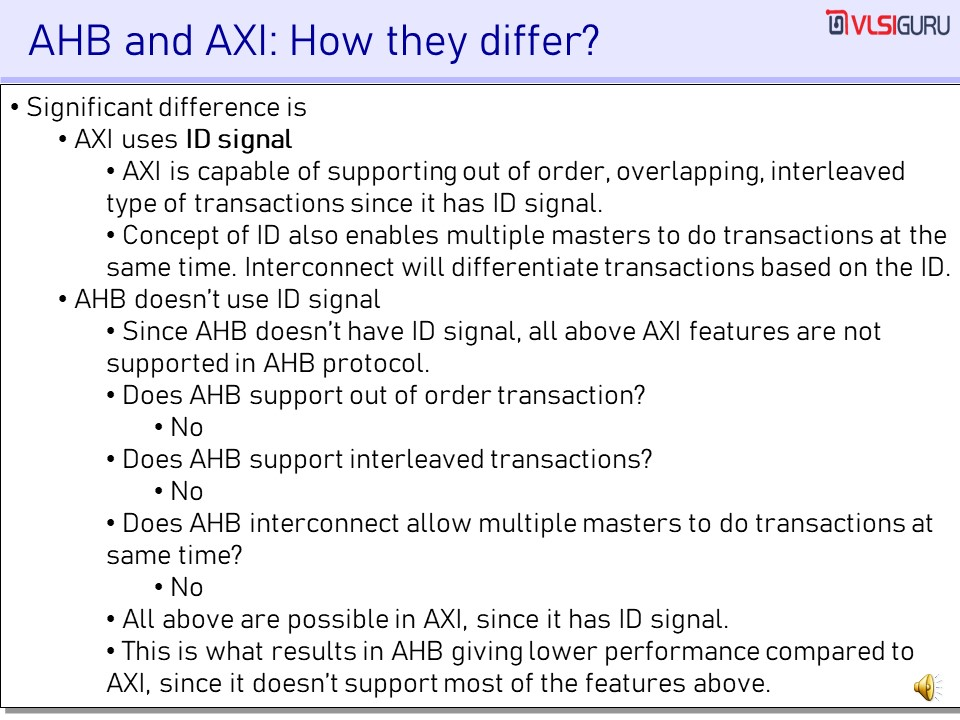 AHB and AXI: How they differ?
VLSIGURU
• Significant difference is
• AXI uses ID signal
• AXI is capable of supporting out of order, overlapping, interleaved
type of transactions since it has ID signal.
• Concept of ID also enables multiple masters to do transactions at the
same time. Interconnect will differentiate transactions based on the ID.
• AHB doesn't use ID signal
• Since AHB doesn't have ID signal, all above AXI features are not
supported in AHB protocol.
• Does AHB support out of order transaction?
• No
• Does AHB support interleaved transactions?
• No
• Does AHB interconnect allow multiple masters to do transactions at
same time?
• No
• All above are possible in AXI, since it has ID signal.
• This is what results in AHB giving lower performance compared to
AXI, since it doesn't support most of the features above.